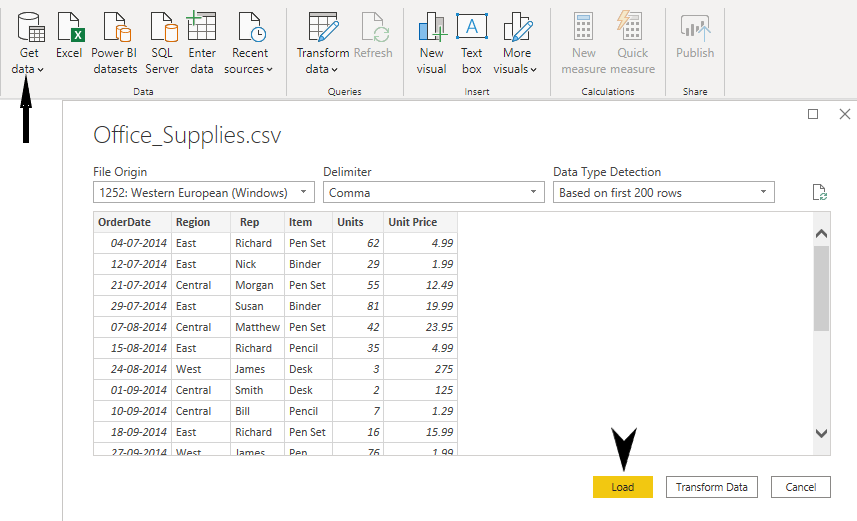 Get data
Excel
Power BI datasets
SQL Server
Enter data
Recent sources
Transform data
Refresh
New visual
Text box
More visuals
New measure
Quick measure
Publish
Data
Queries
Insert
Calculations
Share
Office_Supplies.csv
File Origin Delimiter Data Type Detection
1252: Western European (Windows) Comma Based on first 200 rows
OrderDate Region Rep Item Units Unit Price
04-07-2014 East Richard Pen Set 62 4.99
12-07-2014 East Nick Binder 29 1.99
21-07-2014 Central Morgan Pen Set 55 12.49
29-07-2014 East Susan Binder 81 19.99
07-08-2014 Central Matthew Pen Set 42 23.95
15-08-2014 East Richard Pencil 35 4.99
24-08-2014 West James Desk 3 275
01-09-2014 Central Smith Desk 2 125
10-09-2014 Central Bill Pencil 7 1.29
18-09-2014 East Richard Pen Set 16 15.99
27-09-2014 West James Pen 76 1.99
Load Transform Data Cancel